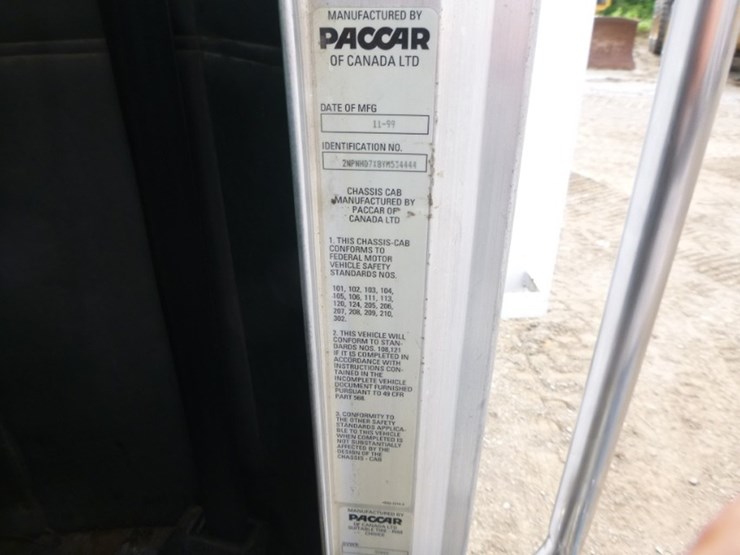 MANUFACTURED BY
PACCAR
OF CANADA LTD
DATE OF MFG
11-99
IDENTIFICATION NO.
CHASSIS CAB
MANUFACTURED BY
PACCAR OF
CANADA LTD
1. THIS CHASSIS-CAB
CONFORMS TO
FEDERAL MOTOR
VEHICLE SAFETY
STANDARDS NOS.
101, 102, 103, 104,
105, 106, 111, 113,
120, 124, 205, 206,
207, 208, 209, 210,
302.
2. THIS VEHICLE WILL
CONFORM TO STAN-
DARDS NOS. 108,121
IF IT IS COMPLETED IN
ACCORDANCE WITH
INSTRUCTIONS CON-
TAINED IN THE
INCOMPLETE VEHICLE
DOCUMENT FURNISHED
PURSUANT TO 49 CFR
PART 568.
3. CONFORMITY TO
THE OTHER SAFETY
STANDARDS APPLICA-
BLE TO THIS VEHICLE
WHEN COMPLETED IS
NOT SUBSTANTIALLY
AFFECTED BY THE
DESIGN OF THE
CHASSIS - CAB
MANUFACTURED BY
PACCAR
OF CANADA LTD